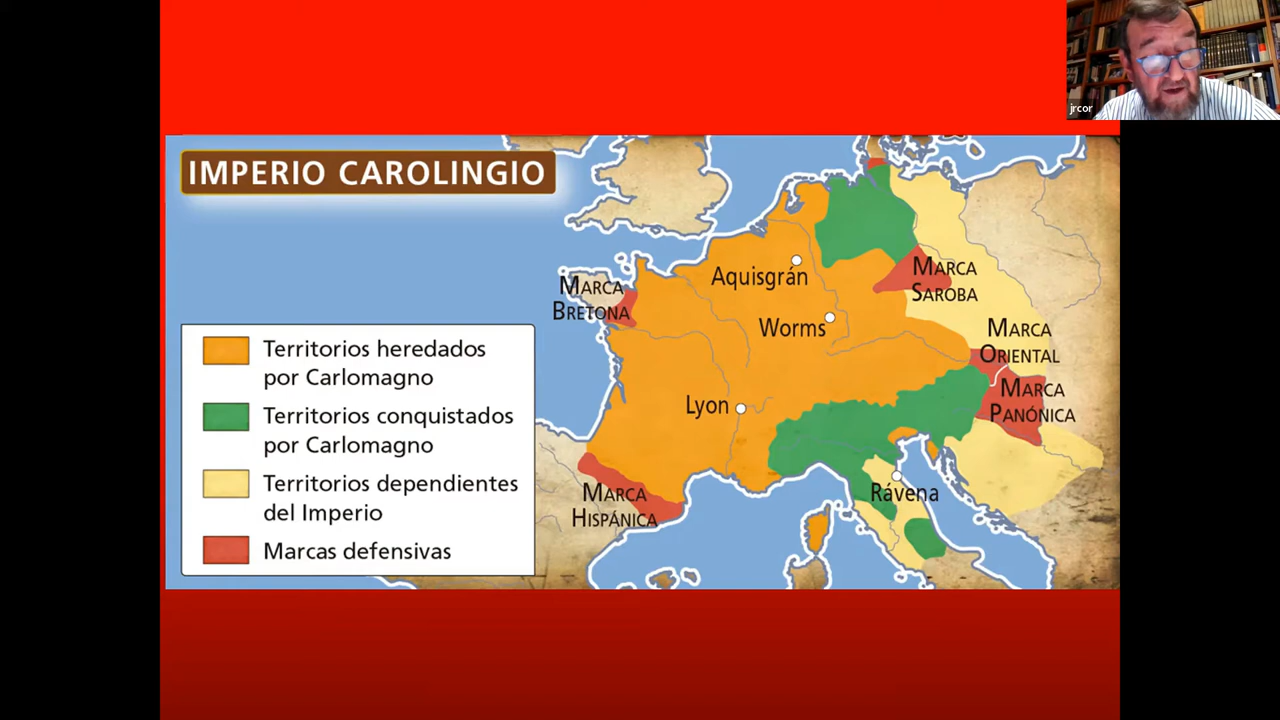 jrcor
IMPERIO CAROLINGIO
Aquisgrán
MARCA
SAROBA
MARCA
BRETONA
Worms
MARCA
ORIENTAL
MARCA
PANÓNICA
Lyon
MARCA
HISPÁNICA
Rávena
Territorios heredados
por Carlomagno
Territorios conquistados
por Carlomagno
Territorios dependientes
del Imperio
Marcas defensivas